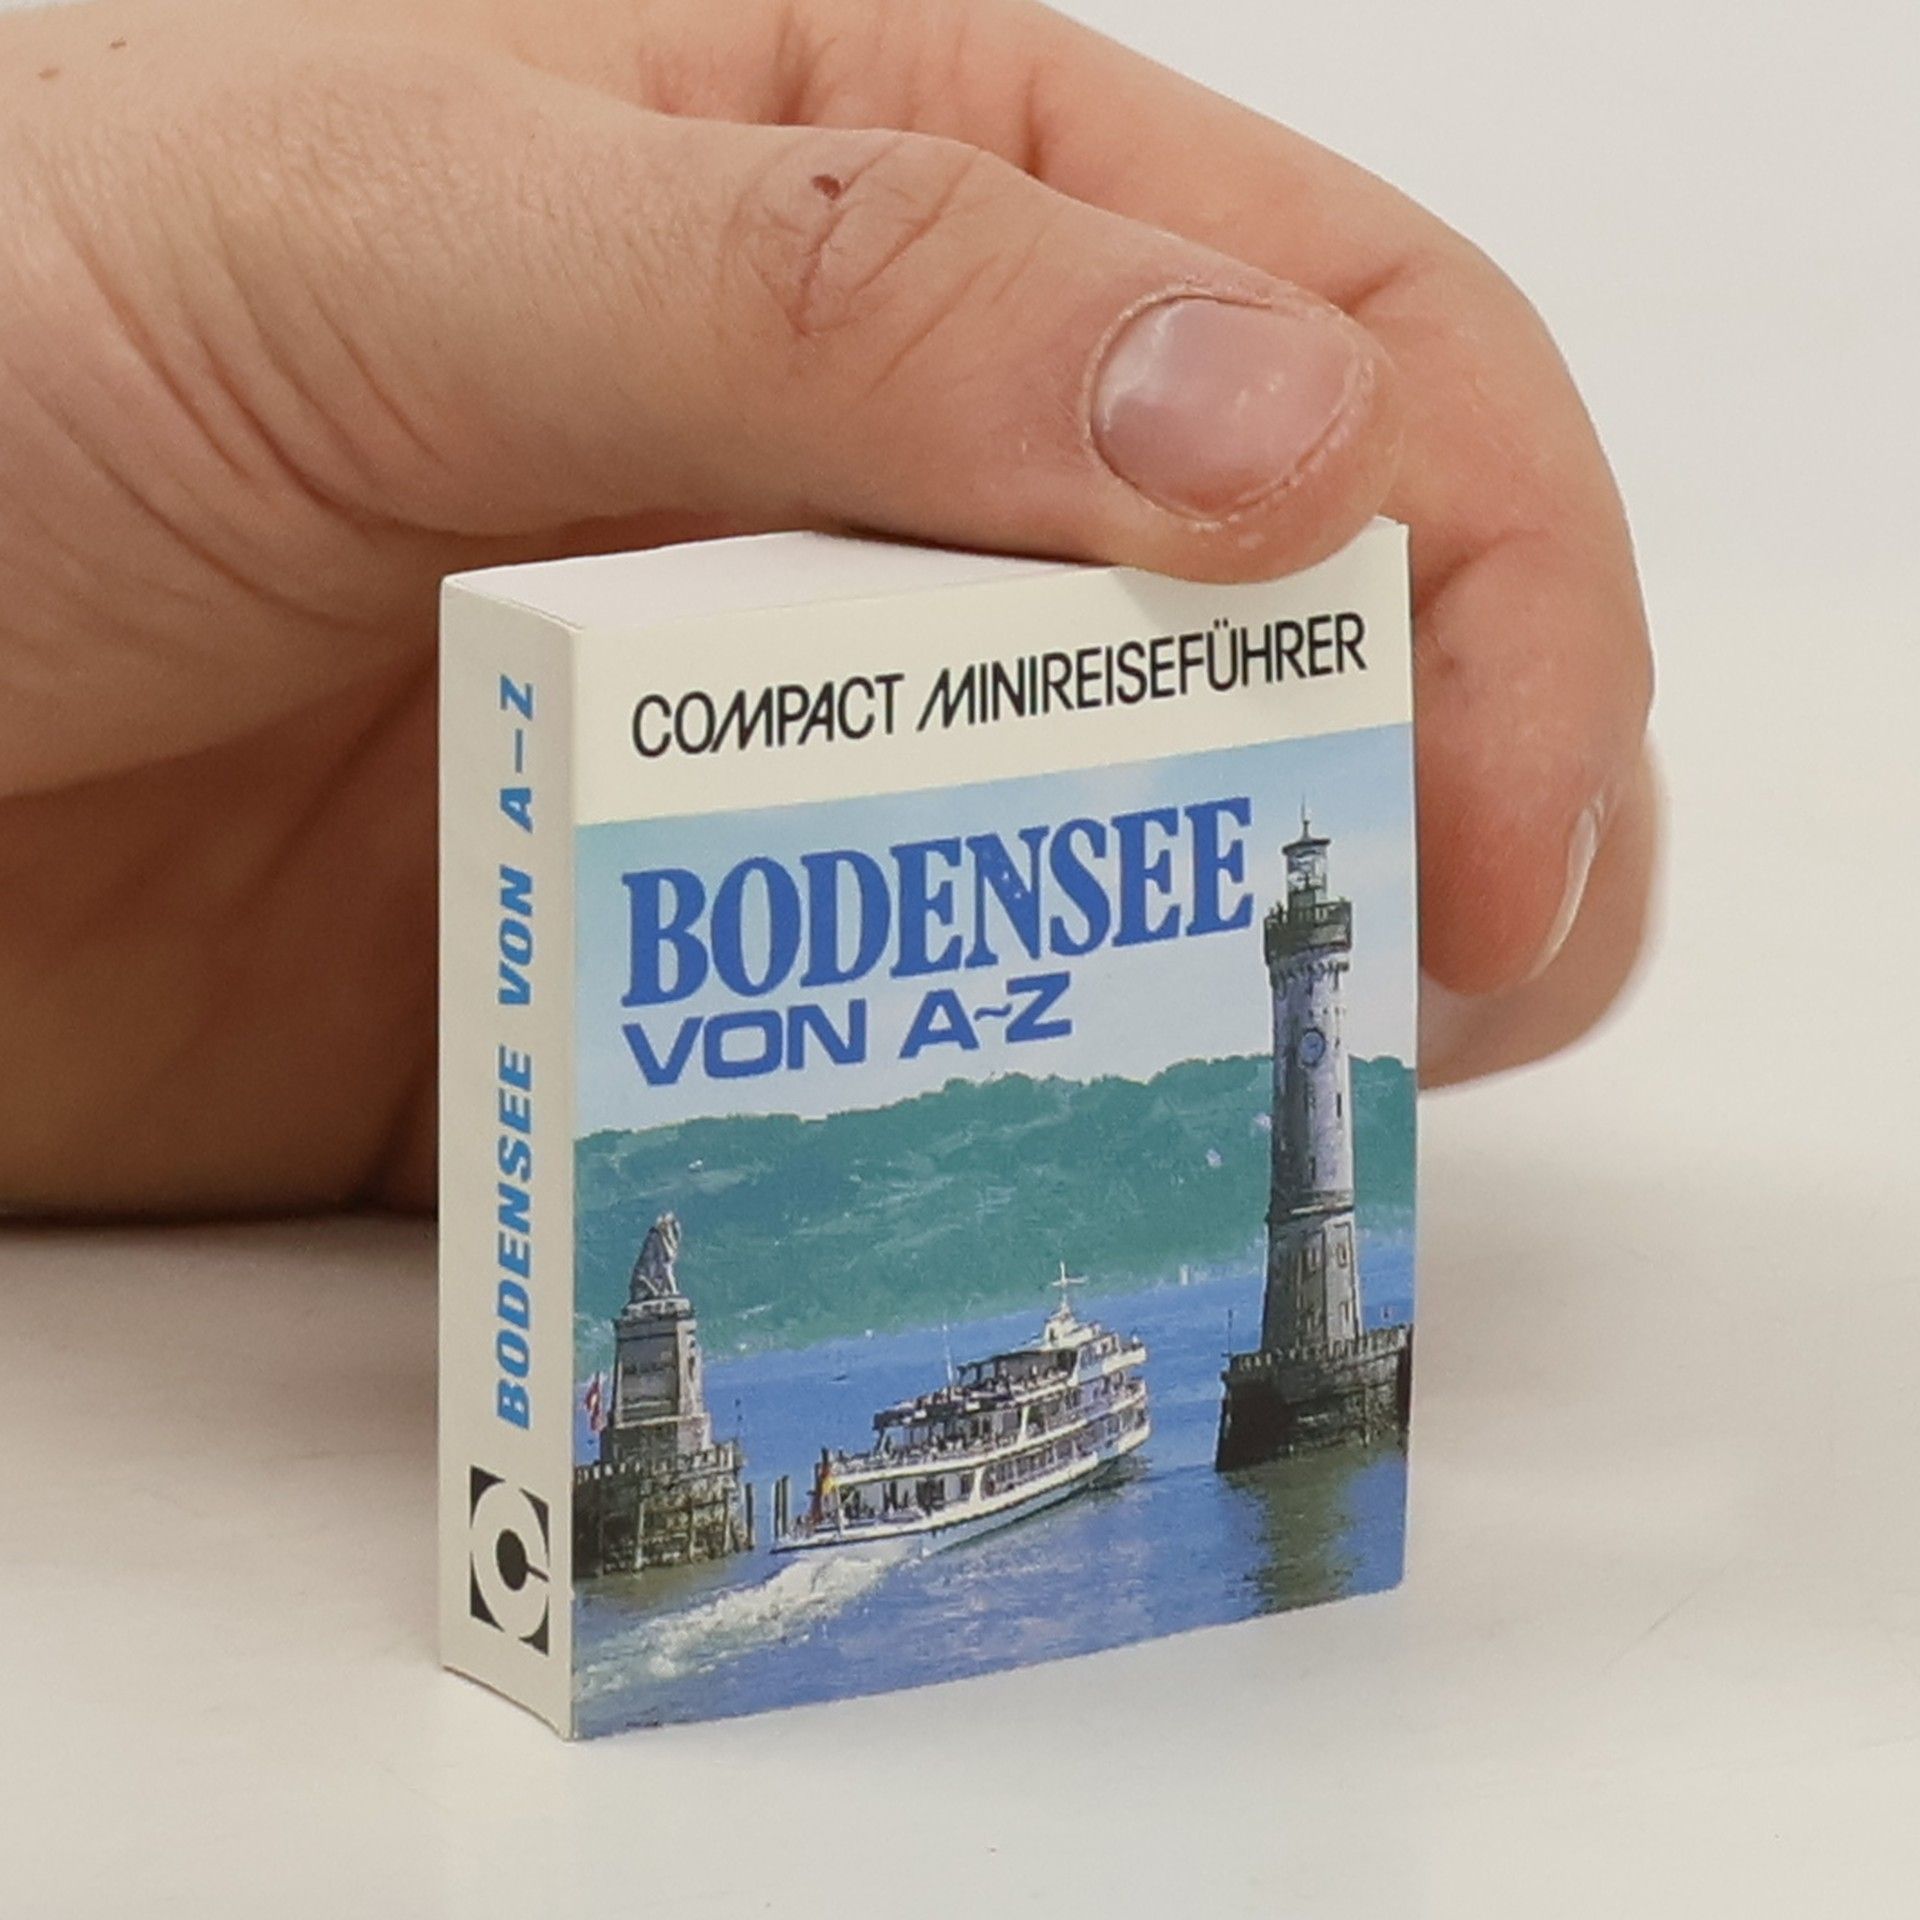 COMPACT MINIREISEFÜHRER
BODENSEE
VON A~Z
BODENSEE VON A–Z
C